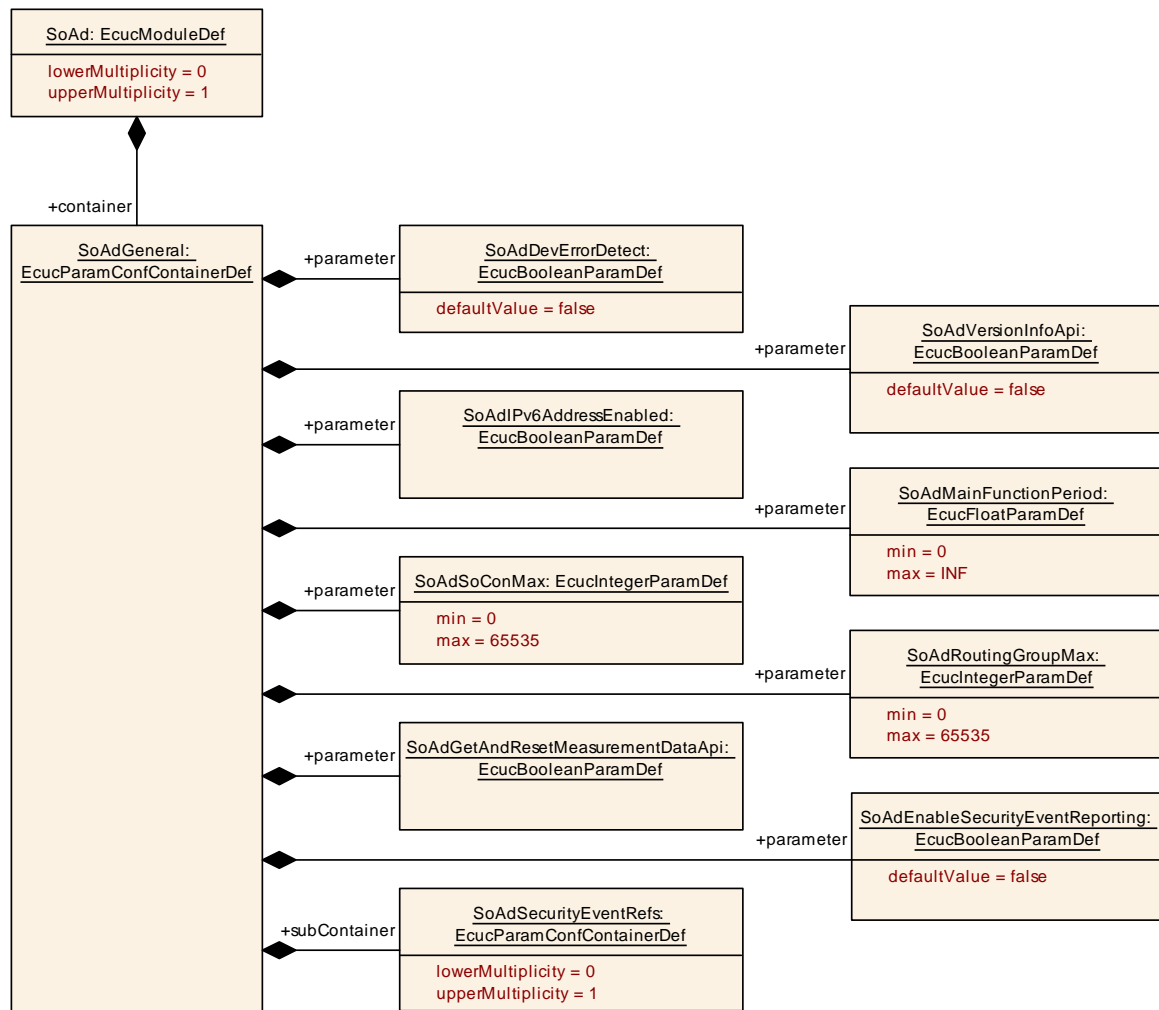 SoAd: EcucModuleDef
lowerMultiplicity = 0
upperMultiplicity = 1
+container
SoAdGeneral:
EcucParamConfContainerDef
+parameter
SoAdDevErrorDetect:
EcucBooleanParamDef
defaultValue = false
+parameter
SoAdVersionInfoApi:
EcucBooleanParamDef
defaultValue = false
+parameter
SoAdIPv6AddressEnabled:
EcucBooleanParamDef
+parameter
SoAdMainFunctionPeriod:
EcucFloatParamDef
min = 0
max = INF
+parameter
SoAdSoConMax: EcucIntegerParamDef
min = 0
max = 65535
+parameter
SoAdRoutingGroupMax:
EcucIntegerParamDef
min = 0
max = 65535
+parameter
SoAdGetAndResetMeasurementDataApi:
EcucBooleanParamDef
+parameter
SoAdEnableSecurityEventReporting:
EcucBooleanParamDef
defaultValue = false
+subContainer
SoAdSecurityEventRefs:
EcucParamConfContainerDef
lowerMultiplicity = 0
upperMultiplicity = 1